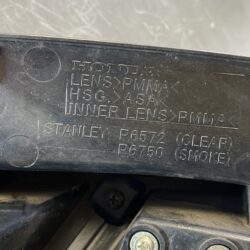 LENS>PMMA<
HSG. >ASA<
INNER LENS>PMMA<
STANLEY P6572 (CLEAR)
P6750 (SMOKE)